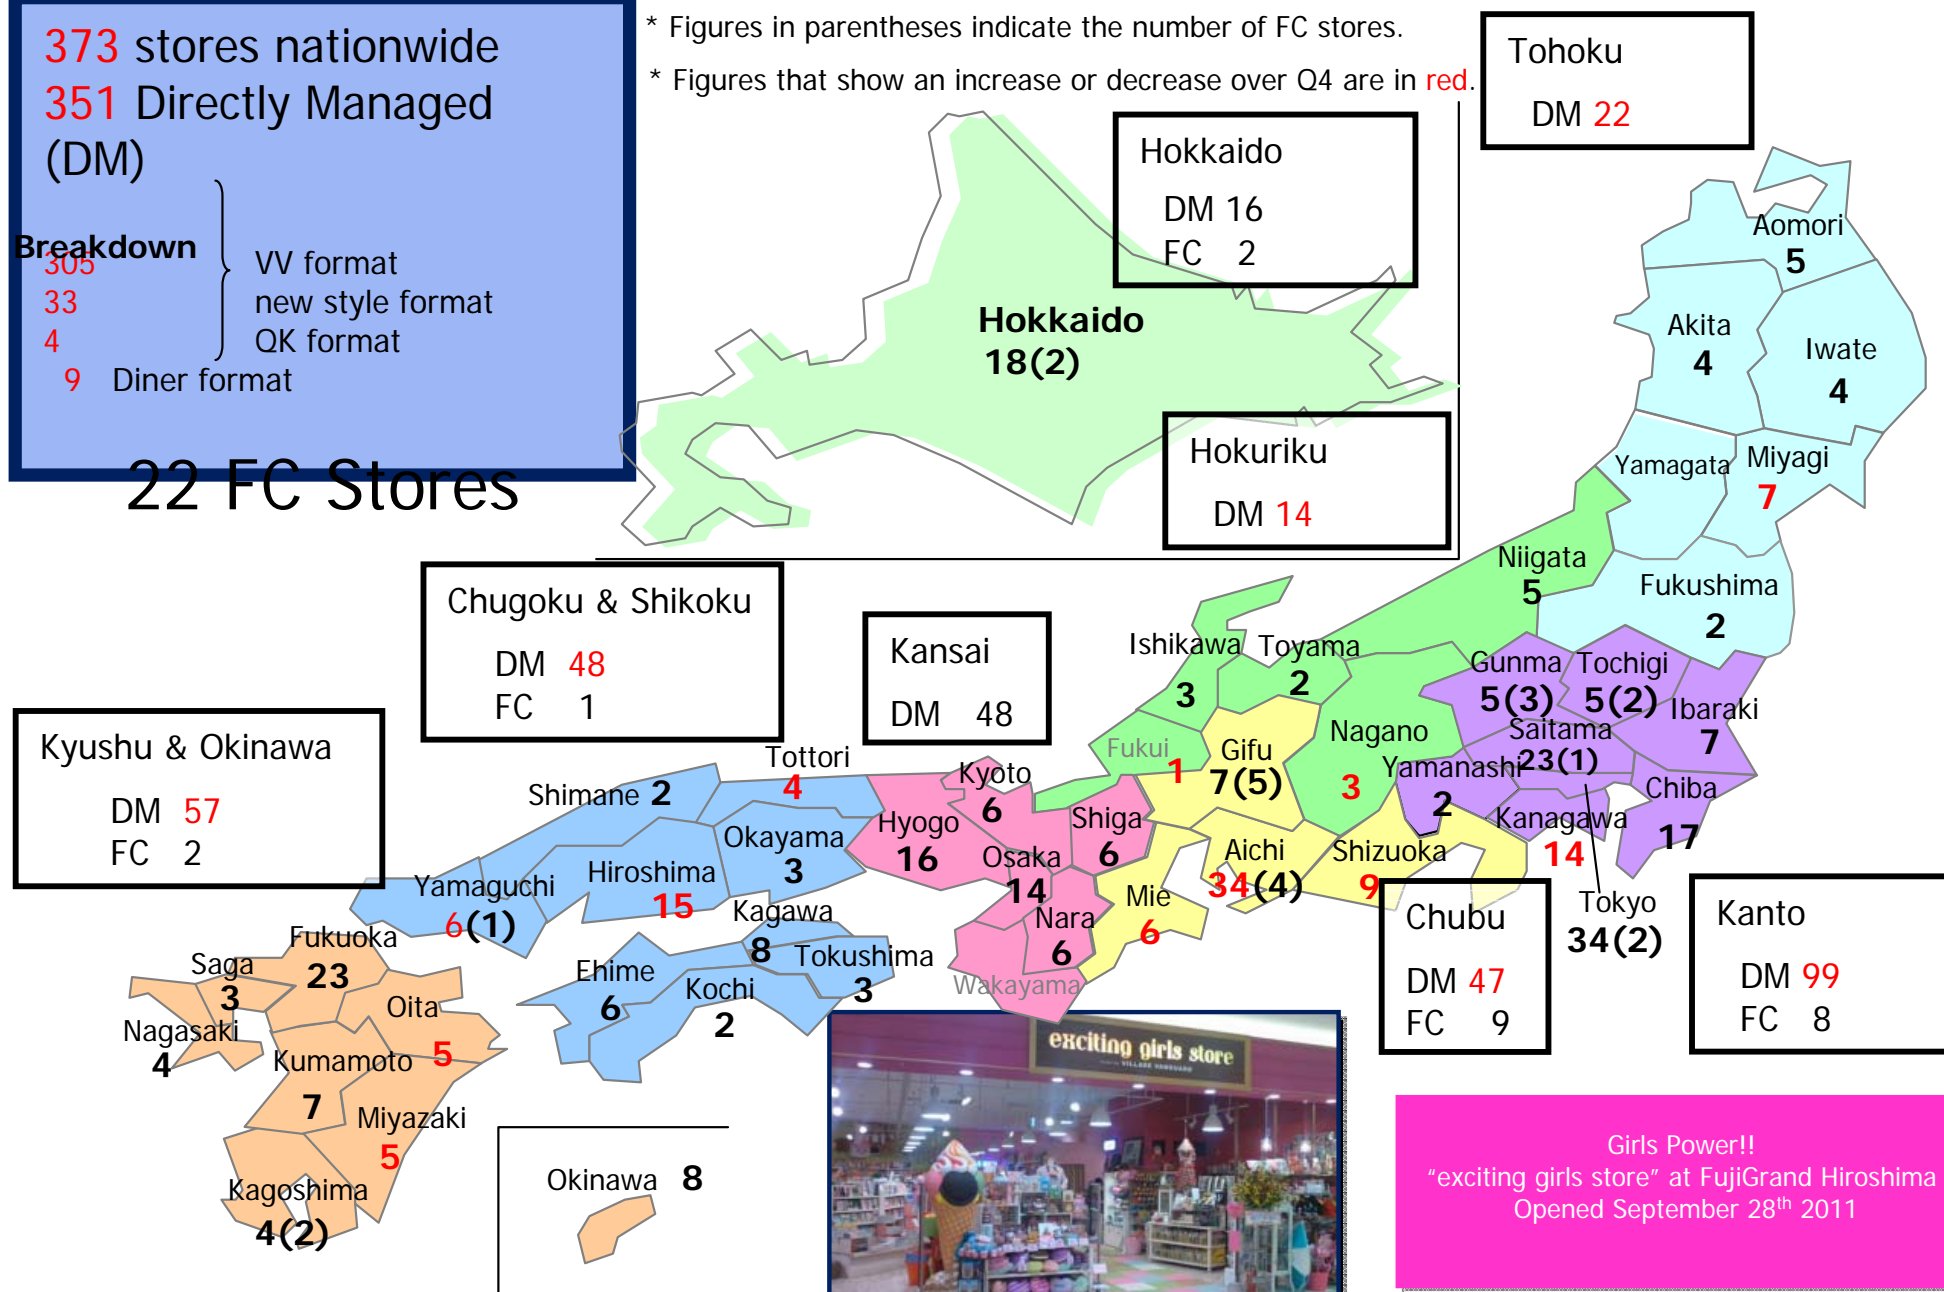 373 stores nationwide
351 Directly Managed
(DM)
Breakdown
305 VV format
33 new style format
4 QK format
9 Diner format
22 FC Stores
* Figures in parentheses indicate the number of FC stores.
* Figures that show an increase or decrease over Q4 are in red.
Tohoku
DM 22
Hokkaido
DM 16
FC 2
Hokkaido
18(2)
Hokuriku
DM 14
Aomori
5
Akita
4
Iwate
4
Yamagata
Miyagi
7
Fukushima
2
Niigata
5
Chugoku & Shikoku
DM 48
FC 1
Kansai
DM 48
Kyushu & Okinawa
DM 57
FC 2
Ishikawa
3
Toyama
2
Fukui
1
Gifu
7(5)
Nagano
3
Gunma
5(3)
Tochigi
5(2)
Ibaraki
7
Saitama
23(1)
Yamanashi
2
Chiba
17
Kanagawa
14
Tokyo
34(2)
Tottori
4
Shimane 2
Okayama
3
Hiroshima
15
Yamaguchi
6(1)
Kyoto
6
Hyogo
16
Shiga
6
Osaka
14
Nara
6
Wakayama
Mie
6
Aichi
34(4)
Shizuoka
9
Chubu
DM 47
FC 9
Kanto
DM 99
FC 8
Kagawa
8
Tokushima
3
Ehime
6
Kochi
2
Fukuoka
23
Saga
3
Nagasaki
4
Oita
5
Kumamoto
7
Miyazaki
5
Kagoshima
4(2)
Okinawa 8
exciting girls store
VILLAGE VANGUARD
Girls Power!!
“exciting girls store” at FujiGrand Hiroshima
Opened September 28th 2011